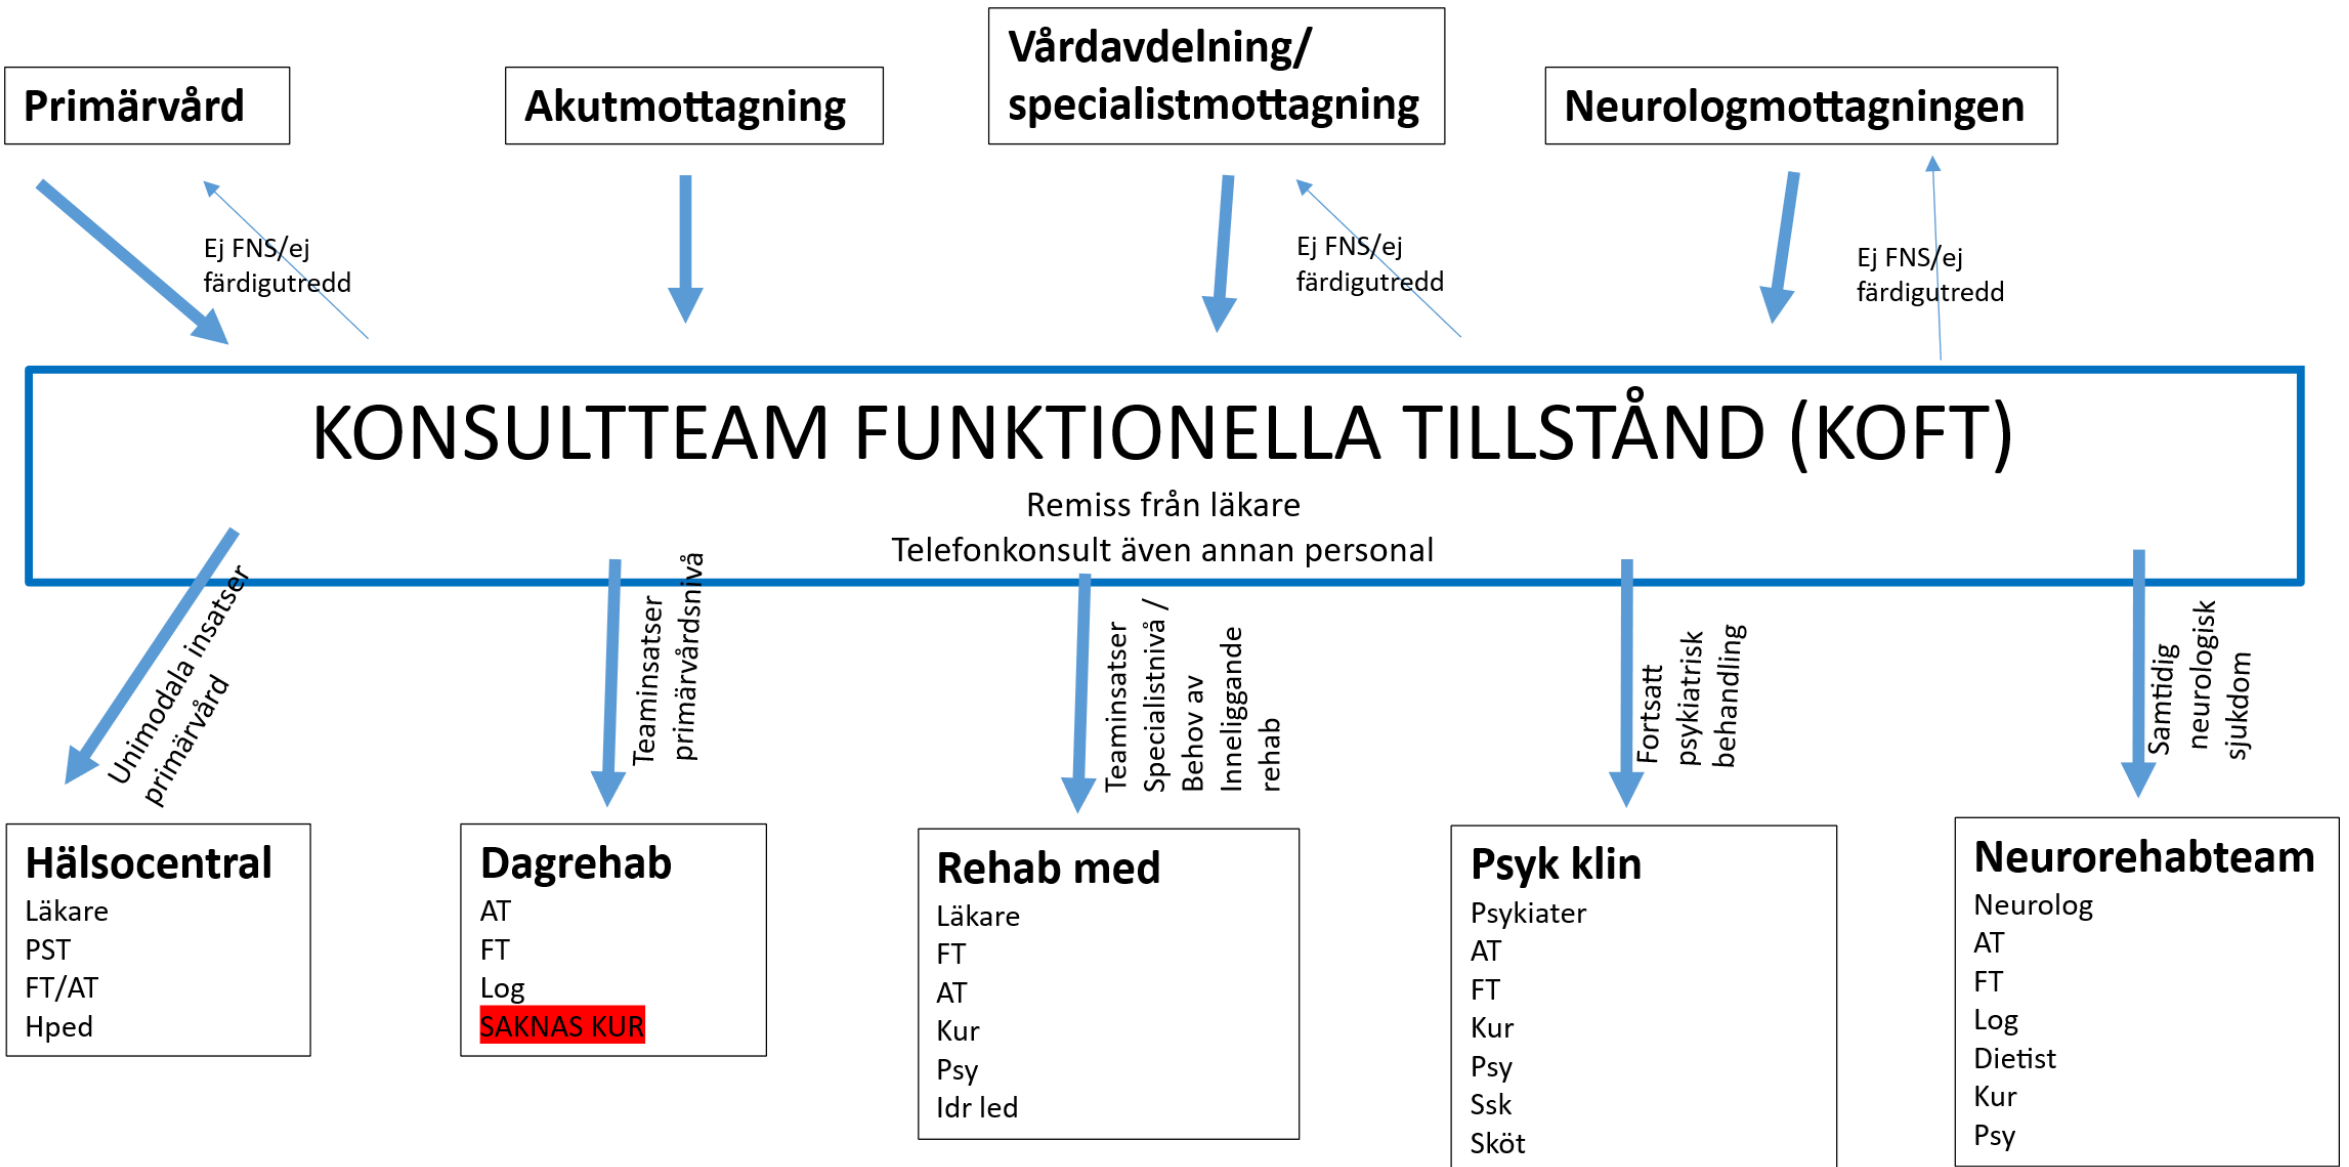 Primärvård
Akutmottagning
Vårdavdelning/
specialistmottagning
Neurologmottagningen
Ej FNS/ej
färdigutredd
Ej FNS/ej
färdigutredd
Ej FNS/ej
färdigutredd
KONSULTTEAM FUNKTIONELLA TILLSTÅND (KOFT)
Remiss från läkare
Telefonkonsult även annan personal
Unimodala insatser
primärvård
Teaminsatser
primärvårdsnivå
Teaminsatser
Specialistnivå /
Behov av
Inneliggande
rehab
Fortsatt
psykiatrisk
behandling
Samtidig
neurologisk
sjukdom
Hälsocentral
Läkare
PST
FT/AT
Hped
Dagrehab
AT
FT
Log
SAKNAS KUR
Rehab med
Läkare
FT
AT
Kur
Psy
Idr led
Psyk klin
Psykiater
AT
FT
Kur
Psy
Ssk
Sköt
Neurorehabteam
Neurolog
AT
FT
Log
Dietist
Kur
Psy